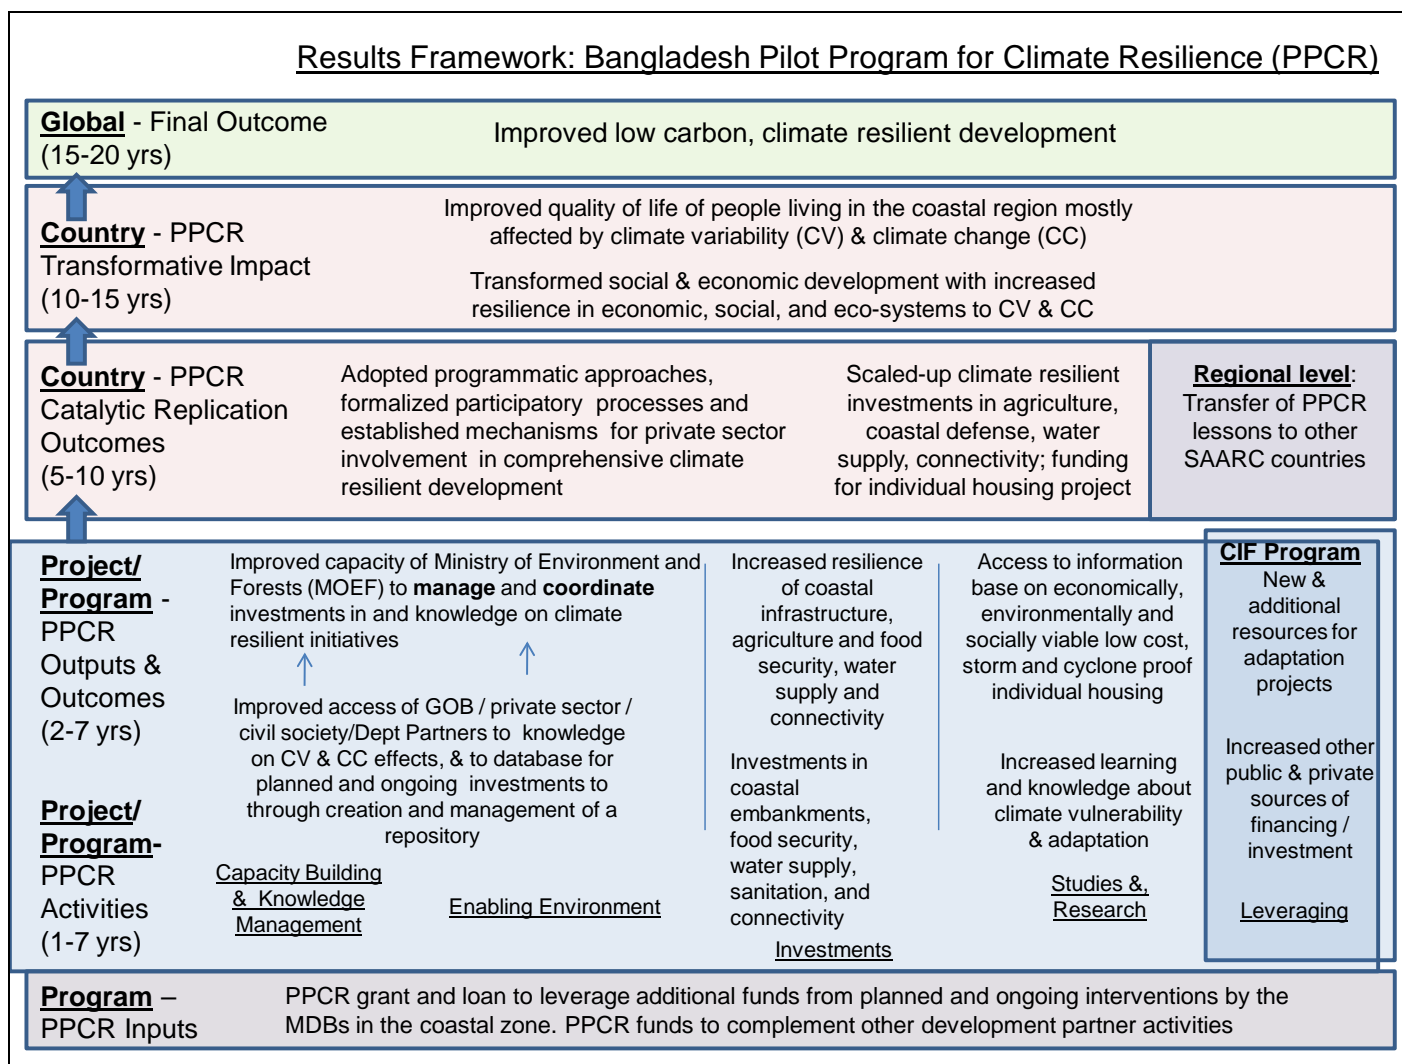 Results Framework: Bangladesh Pilot Program for Climate Resilience (PPCR)
Global - Final Outcome
(15-20 yrs)
Improved low carbon, climate resilient development
Country - PPCR
Transformative Impact
(10-15 yrs)
Improved quality of life of people living in the coastal region mostly
affected by climate variability (CV) & climate change (CC)
Transformed social & economic development with increased
resilience in economic, social, and eco-systems to CV & CC
Country - PPCR
Catalytic Replication
Outcomes
(5-10 yrs)
Adopted programmatic approaches,
formalized participatory processes and
established mechanisms for private sector
involvement in comprehensive climate
resilient development
Scaled-up climate resilient
investments in agriculture,
coastal defense, water
supply, connectivity; funding
for individual housing project
Regional level:
Transfer of PPCR
lessons to other
SAARC countries
Project/
Program -
PPCR
Outputs &
Outcomes
(2-7 yrs)
Improved capacity of Ministry of Environment and
Forests (MOEF) to manage and coordinate
investments in and knowledge on climate
resilient initiatives
Improved access of GOB / private sector /
civil society/Dept Partners to knowledge
on CV & CC effects, & to database for
planned and ongoing investments to
through creation and management of a
repository
Increased resilience
of coastal
infrastructure,
agriculture and food
security, water
supply and
connectivity
Access to information
base on economically,
environmentally and
socially viable low cost,
storm and cyclone proof
individual housing
CIF Program
New &
additional
resources for
adaptation
projects
Project/
Program-
PPCR
Activities
(1-7 yrs)
Capacity Building
& Knowledge
Management
Enabling Environment
Investments in
coastal
embankments,
food security,
water supply,
sanitation, and
connectivity
Investments
Increased learning
and knowledge about
climate vulnerability
& adaptation
Studies &,
Research
Increased other
public & private
sources of
financing /
investment
Leveraging
Program –
PPCR Inputs
PPCR grant and loan to leverage additional funds from planned and ongoing interventions by the
MDBs in the coastal zone. PPCR funds to complement other development partner activities